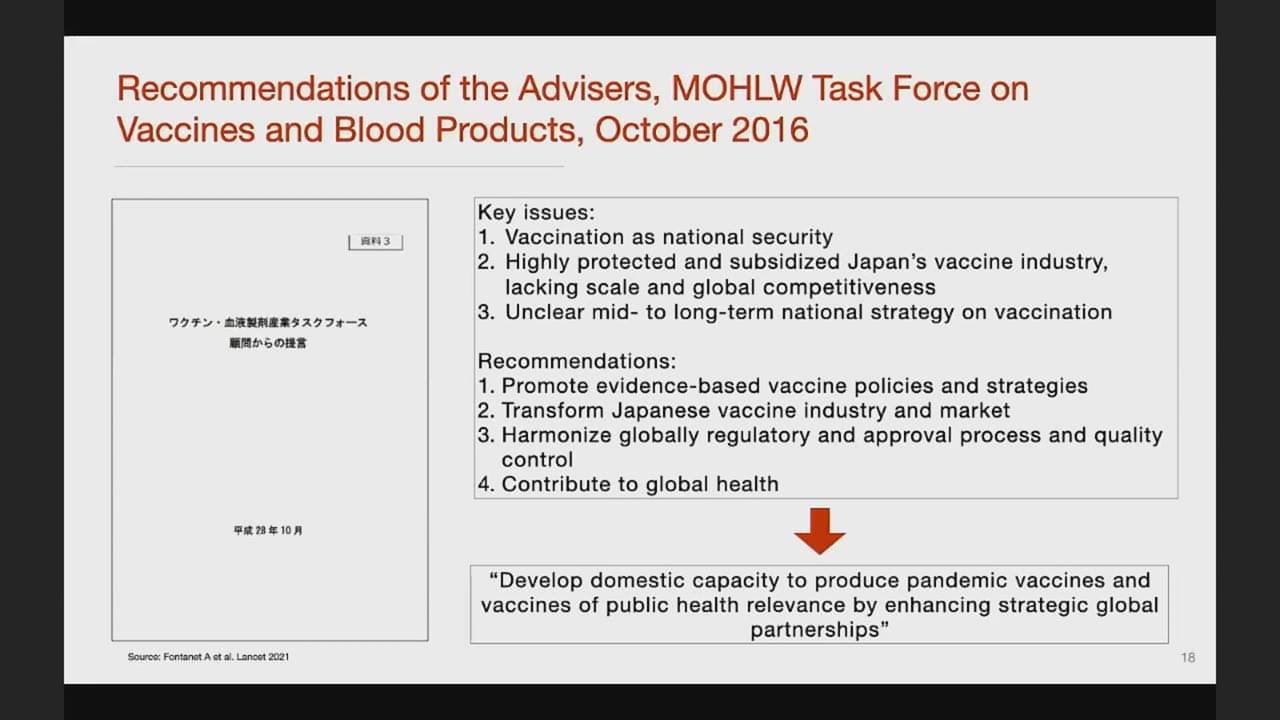 Recommendations of the Advisers, MOHLW Task Force on
Vaccines and Blood Products, October 2016
資料3
ワクチン・血液製剤産業タスクフォース
顧問からの提言
平成 28 年 10 月
Key issues:
1. Vaccination as national security
2. Highly protected and subsidized Japan’s vaccine industry,
lacking scale and global competitiveness
3. Unclear mid- to long-term national strategy on vaccination
Recommendations:
1. Promote evidence-based vaccine policies and strategies
2. Transform Japanese vaccine industry and market
3. Harmonize globally regulatory and approval process and quality
control
4. Contribute to global health
“Develop domestic capacity to produce pandemic vaccines and
vaccines of public health relevance by enhancing strategic global
partnerships”
Source: Fontanet A et al. Lancet 2021
18